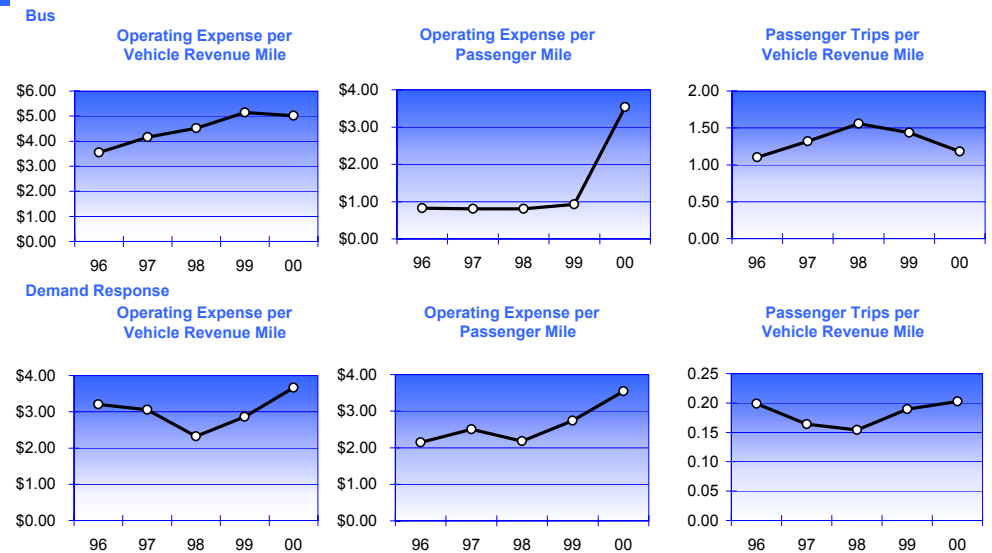 Bus
Operating Expense per
Vehicle Revenue Mile
$6.00
$5.00
$4.00
$3.00
$2.00
$1.00
$0.00
96 97 98 99 00
Operating Expense per
Passenger Mile
$4.00
$3.00
$2.00
$1.00
$0.00
96 97 98 99 00
Passenger Trips per
Vehicle Revenue Mile
2.00
1.50
1.00
0.50
0.00
96 97 98 99 00
Demand Response
Operating Expense per
Vehicle Revenue Mile
$4.00
$3.00
$2.00
$1.00
$0.00
96 97 98 99 00
Operating Expense per
Passenger Mile
$4.00
$3.00
$2.00
$1.00
$0.00
96 97 98 99 00
Passenger Trips per
Vehicle Revenue Mile
0.25
0.20
0.15
0.10
0.05
0.00
96 97 98 99 00